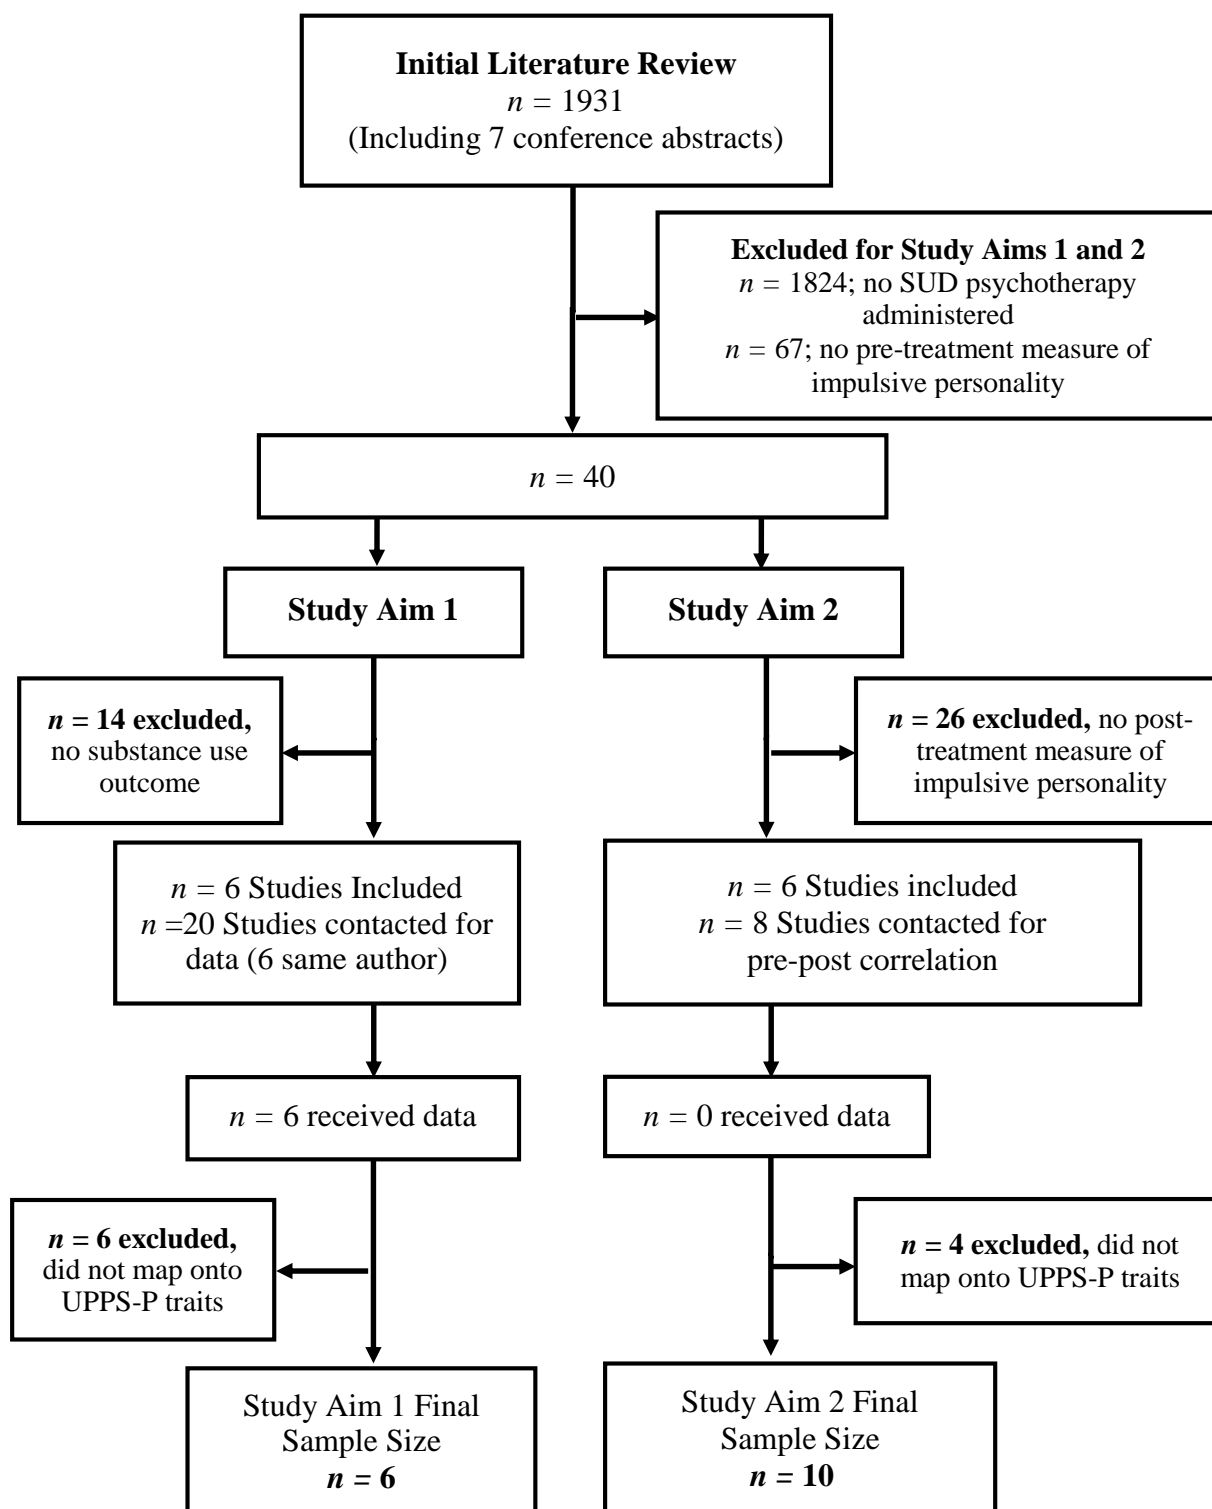 Initial Literature Review
n = 1931
(Including 7 conference abstracts)
Excluded for Study Aims 1 and 2
n = 1824; no SUD psychotherapy
administered
n = 67; no pre-treatment measure of
impulsive personality
n = 40
Study Aim 1
Study Aim 2
n = 14 excluded,
no substance use
outcome
n = 26 excluded, no post-
treatment measure of
impulsive personality
n = 6 Studies Included
n =20 Studies contacted for
data (6 same author)
n = 6 Studies included
n = 8 Studies contacted for
pre-post correlation
n = 6 received data
n = 0 received data
n = 6 excluded,
did not map onto
UPPS-P traits
n = 4 excluded, did not
map onto UPPS-P traits
Study Aim 1 Final
Sample Size
n = 6
Study Aim 2 Final
Sample Size
n = 10